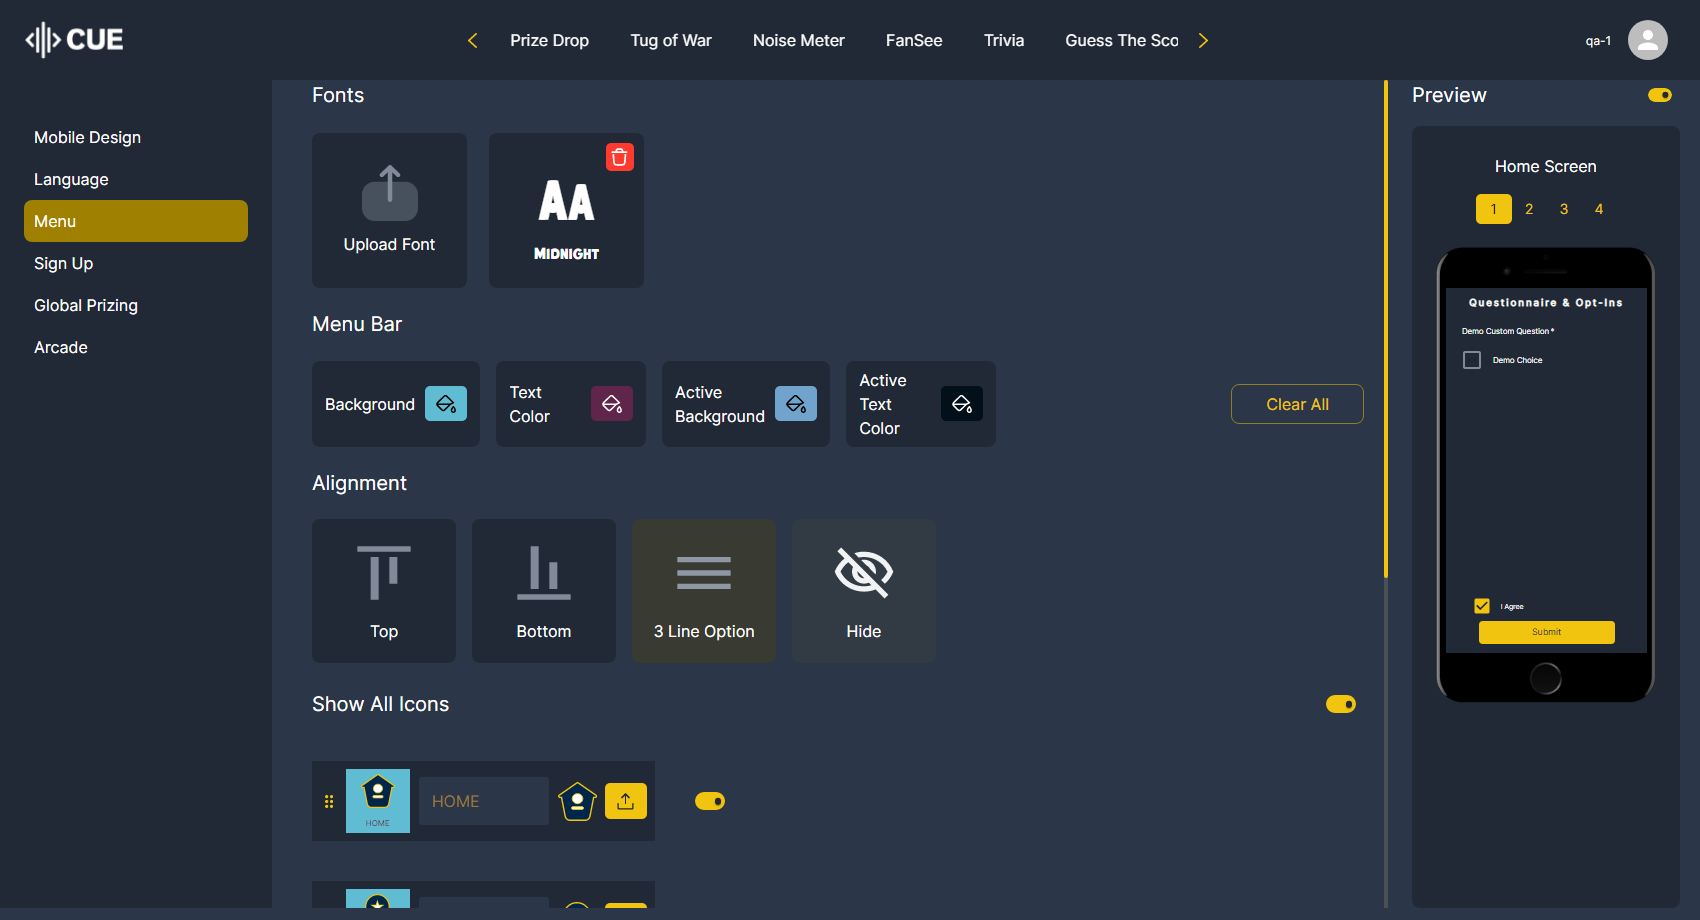 CUE
Prize Drop
Tug of War
Noise Meter
FanSee
Trivia
Guess The Sco
qa-1
Mobile Design
Language
Menu
Sign Up
Global Prizing
Arcade
Fonts
Upload Font
AA
MIDNIGHT
Menu Bar
Background
Text
Color
Active
Background
Active
Text
Color
Clear All
Alignment
Top
Bottom
3 Line Option
Hide
Show All Icons
HOME
HOME
Preview
Home Screen
1 2 3 4
Questionnaire & Opt-Ins
Demo Custom Question *
Demo Choice
I Agree
Submit